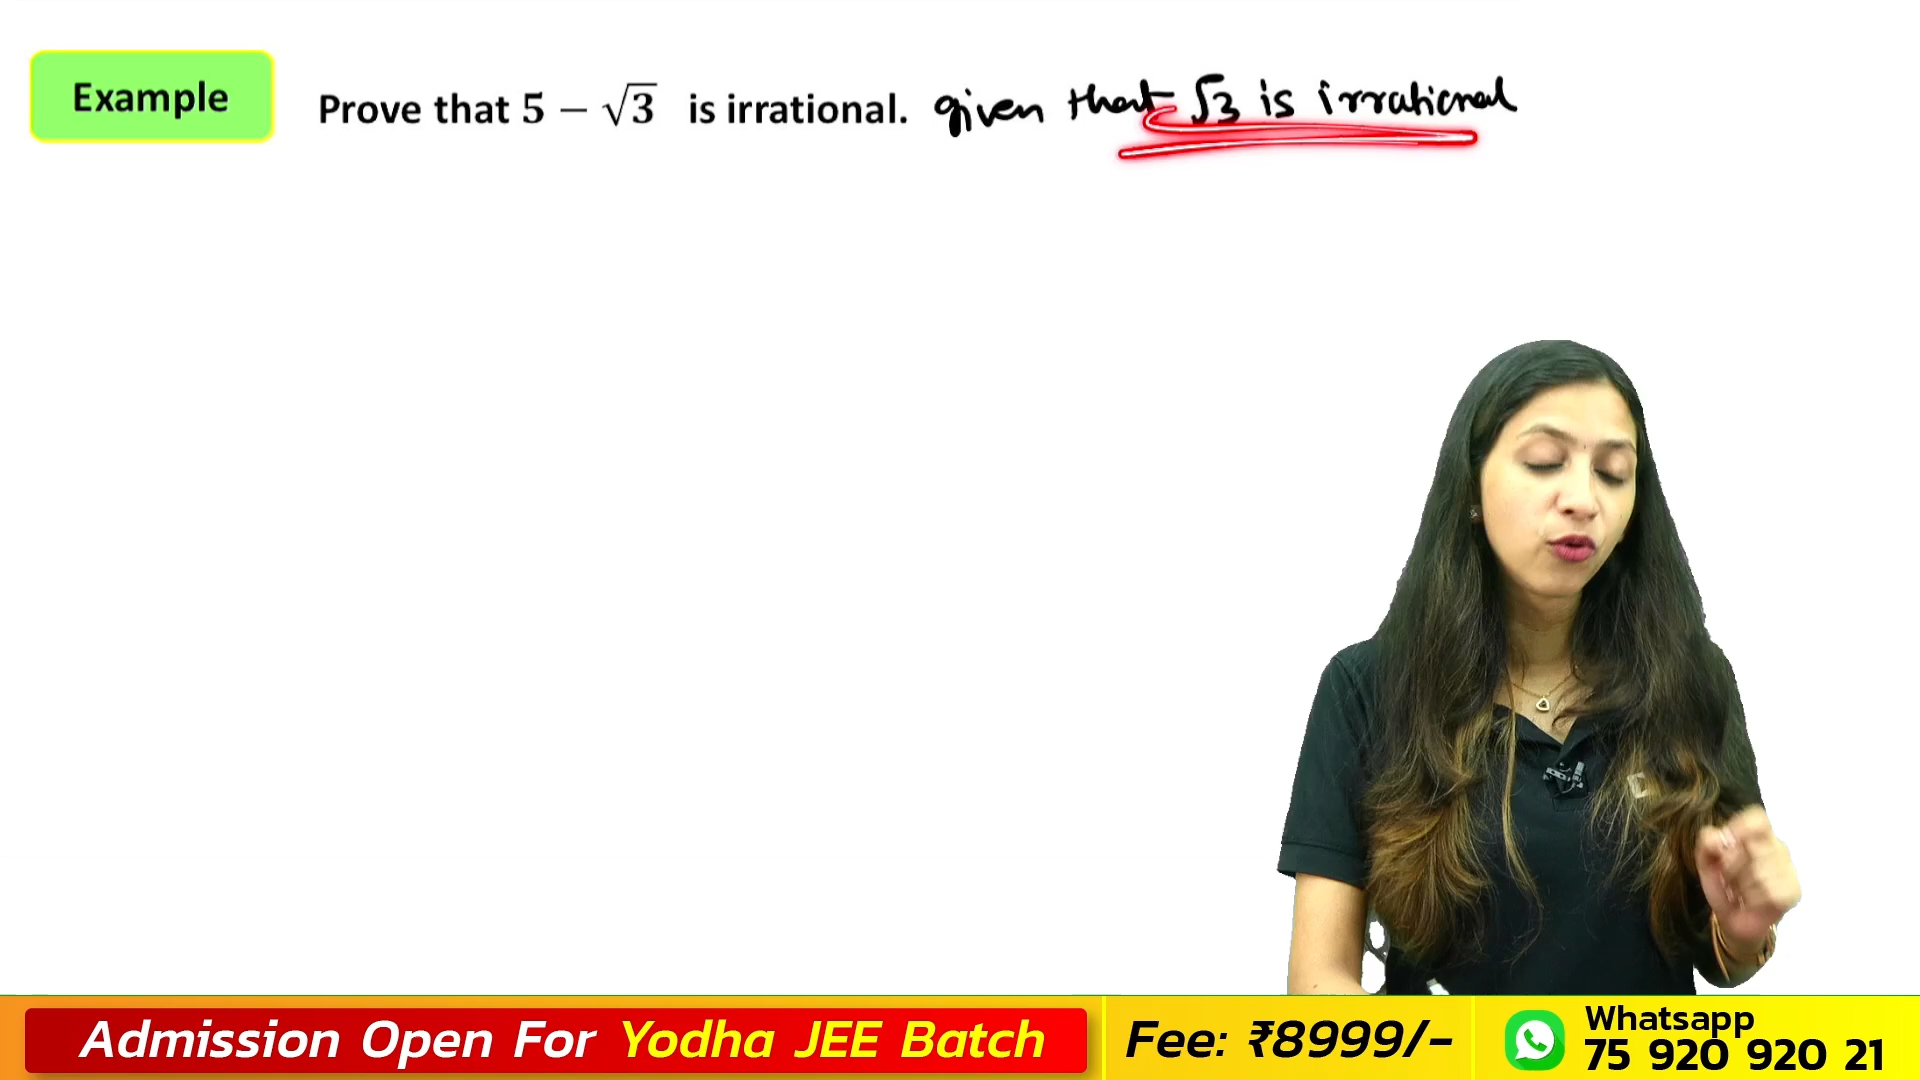 Example
Prove that 5 − √3 is irrational. given that √3 is irrational
Admission Open For Yodha JEE Batch
Fee: ₹8999/-
Whatsapp
75 920 920 21